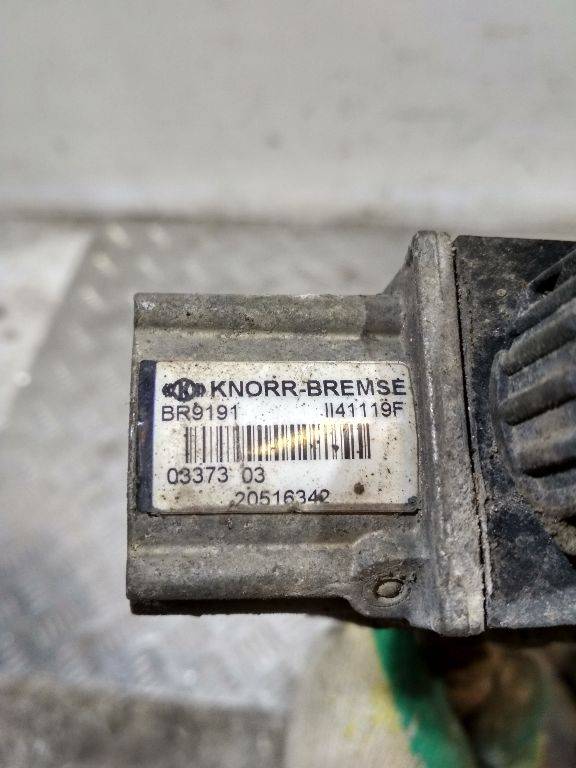 KNORR-BREMSE
BR9191 II41119F
03373 03
20516342